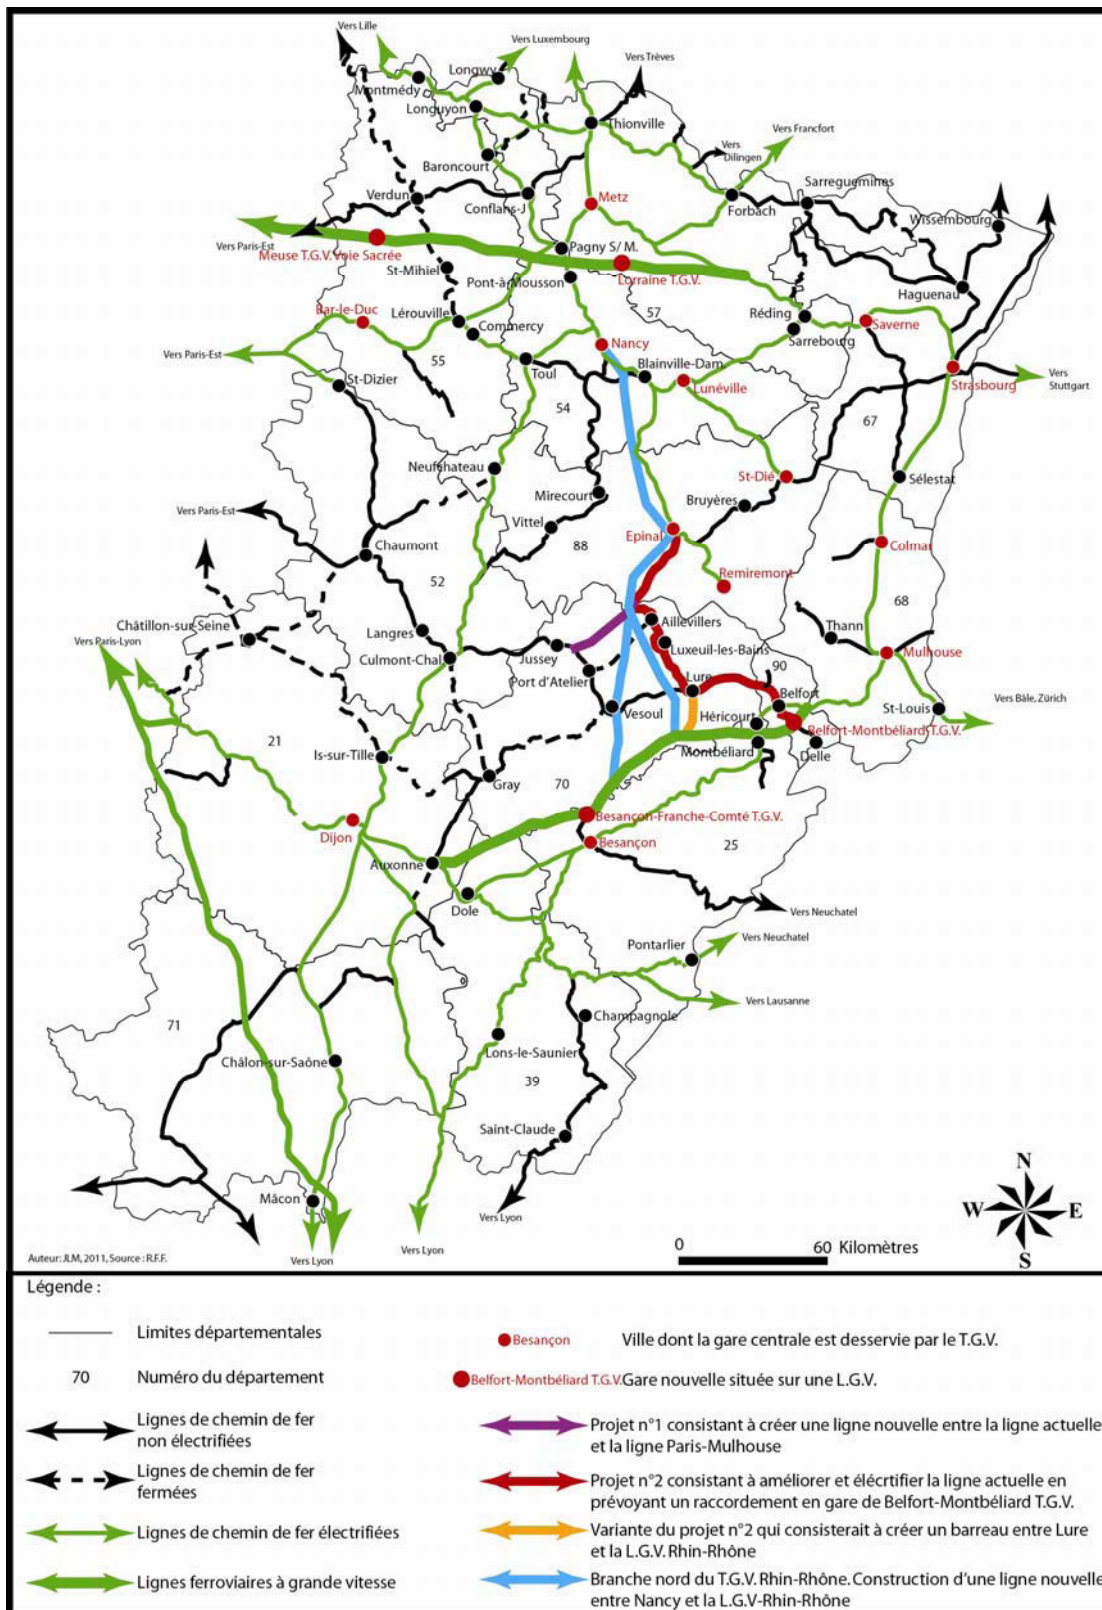 Vers Lille
Vers Luxembourg
Vers Trèves
Longwy
Montmédy
Longuyon
Thionville
Vers Francfort
Vers
Dilingen
Baroncourt
Verdun
Conflans-J
Metz
Forbach
Sarreguemines
Wissembourg
Vers Paris-Est
Meuse T.G.V. Voie Sacrée
Pagny S/ M.
St-Mihiel
Pont-à-Mousson
Lorraine T.G.V.
Haguenau
Bar-le-Duc
Lérouville
Commercy
57
Réding
Saverne
Sarrebourg
Vers Paris-Est
55
Nancy
Toul
Blainville-Dam.
Lunéville
Strasbourg
Vers
Stuttgart
St-Dizier
54
67
Neufchateau
Mirecourt
St-Dié
Bruyères
Sélestat
Vers Paris-Est
Vittel
88
Epinal
Colmar
Chaumont
52
Remiremont
68
Châtillon-sur-Seine
Vers Paris-Lyon
Langres
Culmont-Chal
Jussey
Aillevillers
Luxeuil-les-Bains
Thann
Mulhouse
Port d'Atelier
90
Lure
Belfort
Vers Bâle, Zürich
Vesoul
Héricourt
St-Louis
Belfort-Montbéliard T.G.V.
21
Is-sur-Tille
Montbéliard
Delle
Gray
70
Besançon-Franche-Comté T.G.V.
Dijon
Besançon
25
Auxonne
Dole
Vers Neuchatel
Pontarlier
Vers Neuchatel
Vers Lausanne
71
Champagnole
Châlon-sur-Saône
Lons-le-Saunier
39
Saint-Claude
Mâcon
Vers Lyon
Vers Lyon
Vers Lyon
N
W
E
S
0
60 Kilomètres
Auteur: JLM, 2011, Source : R.F.F.
Légende :
Limites départementales
Besançon
Ville dont la gare centrale est desservie par le T.G.V.
70
Numéro du département
Belfort-Montbéliard T.G.V.
Gare nouvelle située sur une L.G.V.
Lignes de chemin de fer
non électrifiées
Projet n°1 consistant à créer une ligne nouvelle entre la ligne actuelle
et la ligne Paris-Mulhouse
Lignes de chemin de fer
fermées
Projet n°2 consistant à améliorer et élécrtifier la ligne actuelle en
prévoyant un raccordement en gare de Belfort-Montbéliard T.G.V.
Lignes de chemin de fer électrifiées
Variante du projet n°2 qui consisterait à créer un barreau entre Lure
et la L.G.V. Rhin-Rhône
Lignes ferroviaires à grande vitesse
Branche nord du T.G.V. Rhin-Rhône. Construction d'une ligne nouvelle
entre Nancy et la L.G.V-Rhin-Rhône